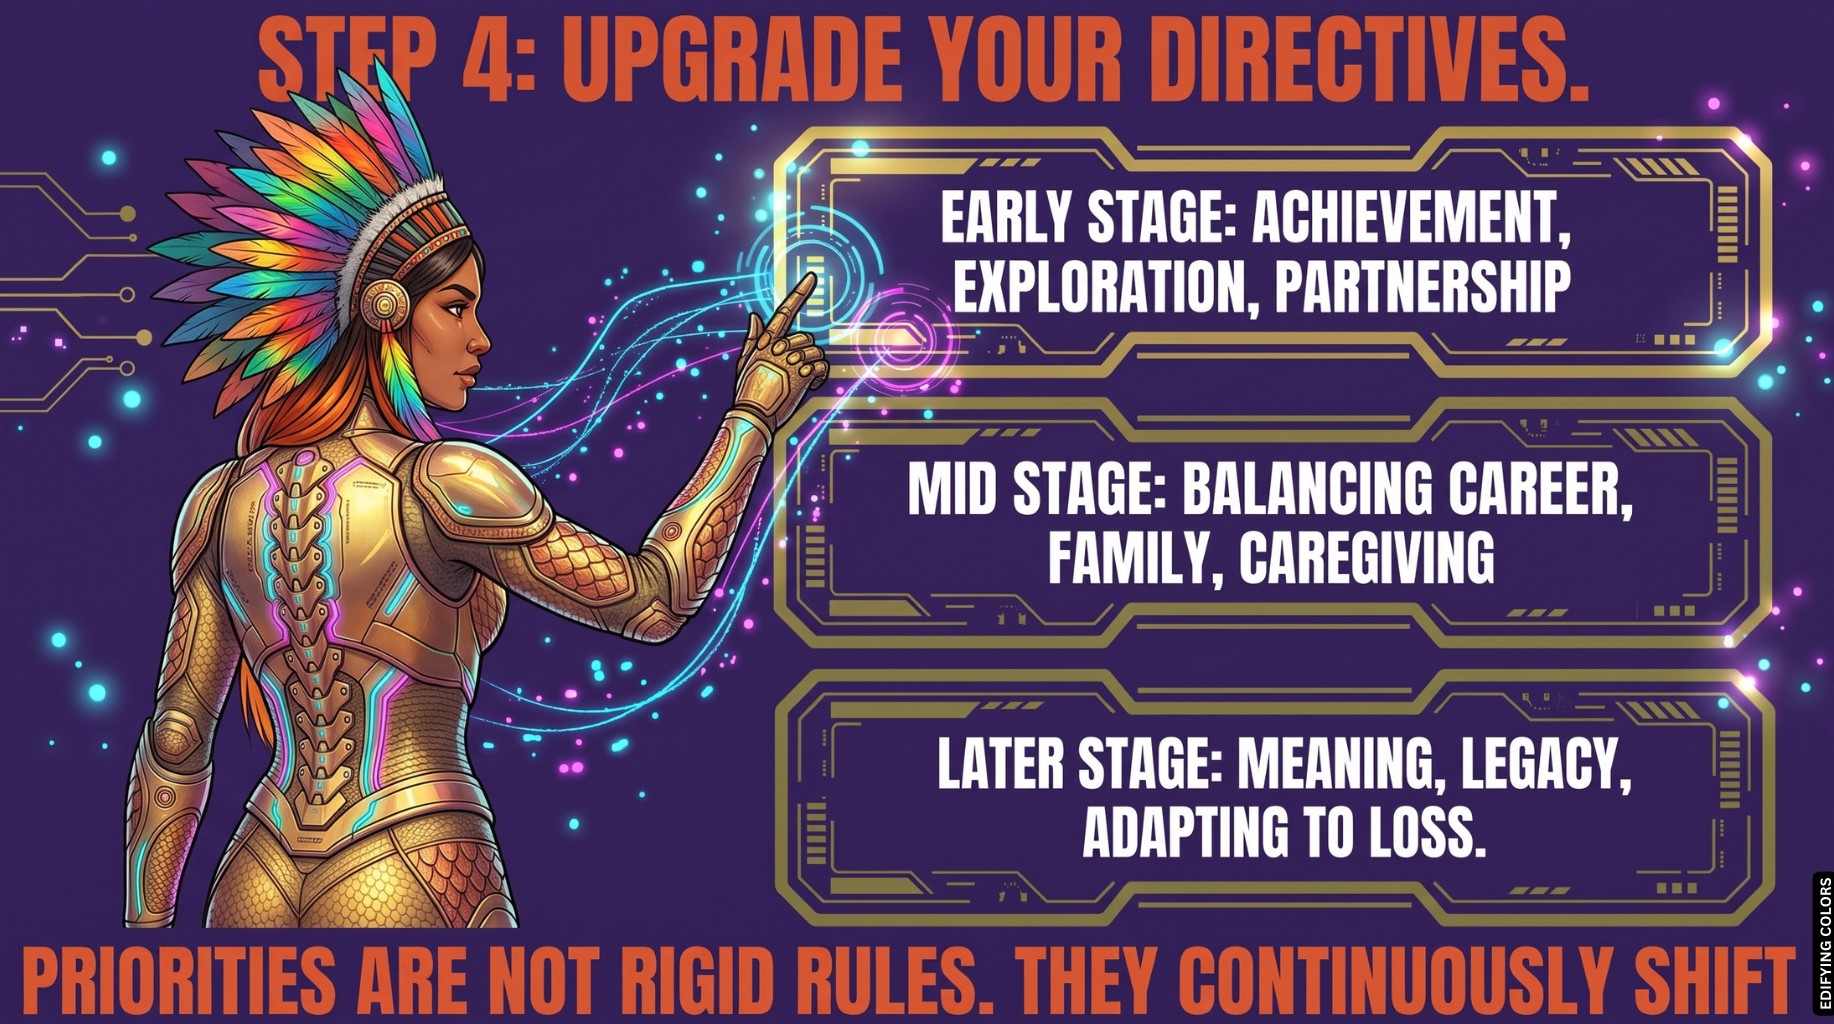 STEP 4: UPGRADE YOUR DIRECTIVES.
EARLY STAGE: ACHIEVEMENT,
EXPLORATION, PARTNERSHIP
MID STAGE: BALANCING CAREER,
FAMILY, CAREGIVING
LATER STAGE: MEANING, LEGACY,
ADAPTING TO LOSS.
PRIORITIES ARE NOT RIGID RULES. THEY CONTINUOUSLY SHIFT
EDIFYING COLORS